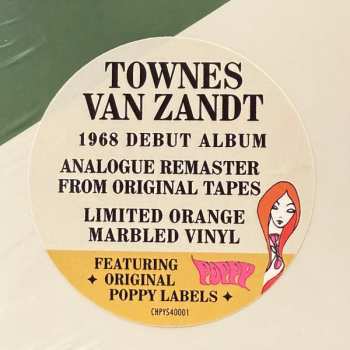 TOWNES
VAN ZANDT
1968 DEBUT ALBUM
ANALOGUE REMASTER
FROM ORIGINAL TAPES
LIMITED ORANGE
MARBLED VINYL
FEATURING
ORIGINAL
POPPY LABELS
POPPY
CHPYS40001